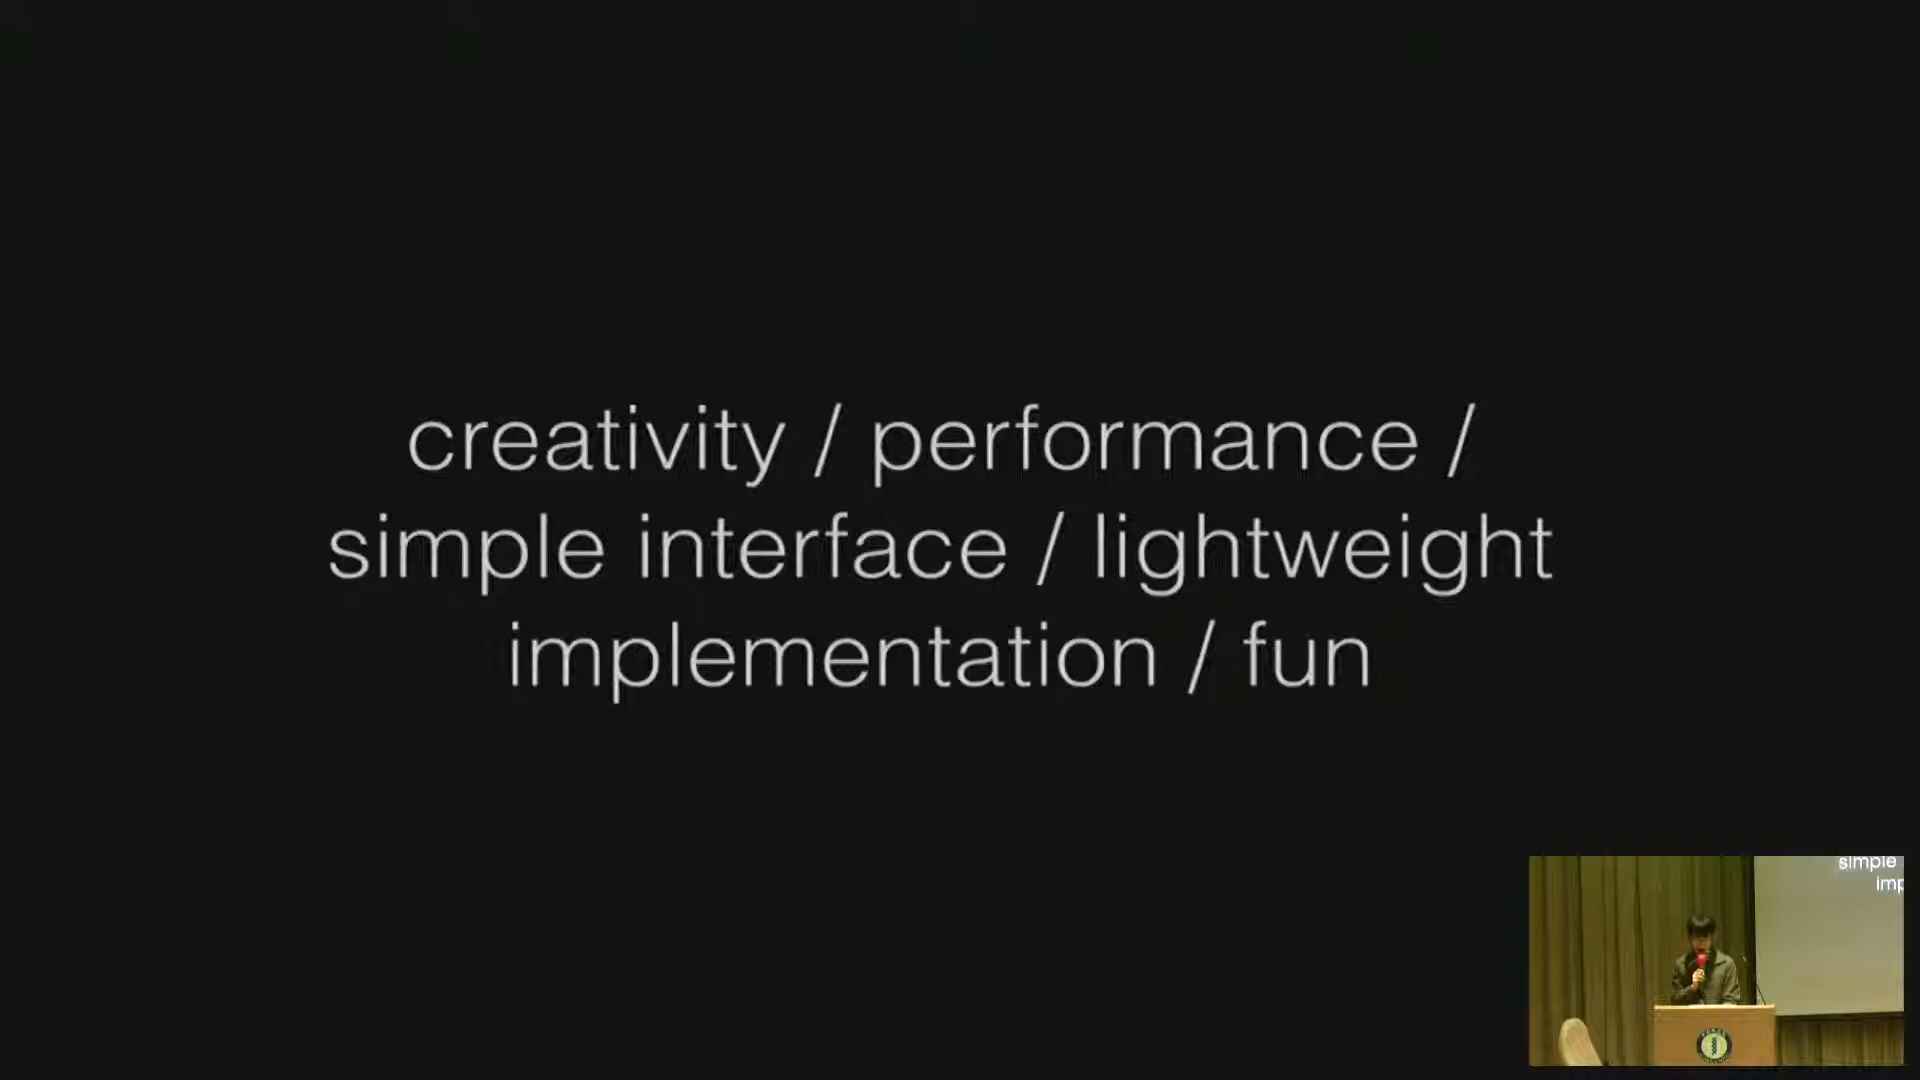 creativity / performance /
simple interface / lightweight
implementation / fun
simple
imp